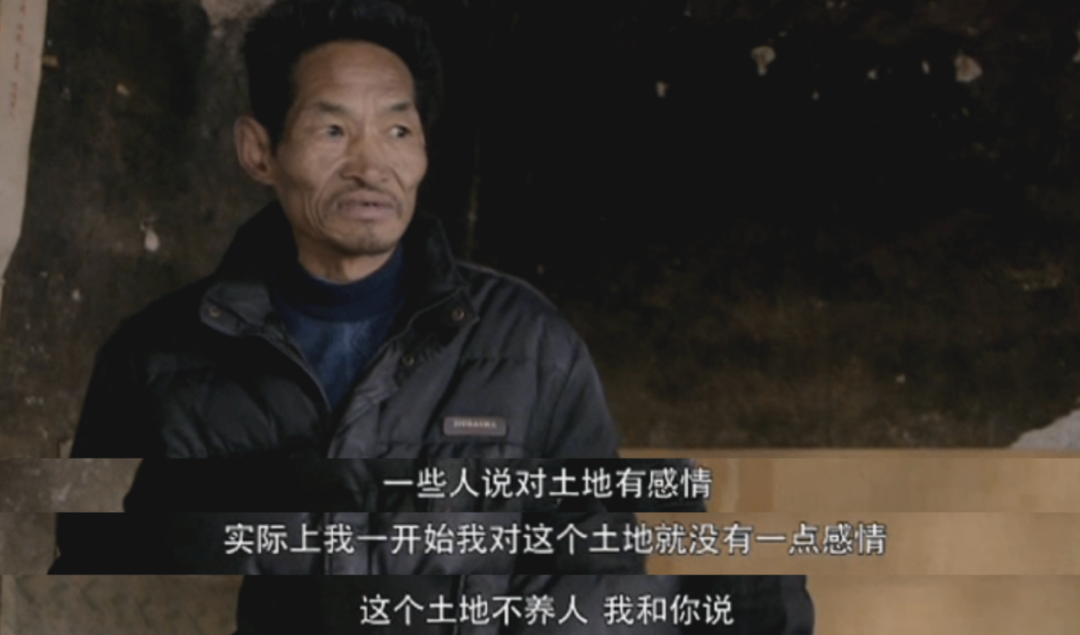 一些人说对土地有感情
实际上我一开始我对这个土地就没有一点感情
这个土地不养人 我和你说